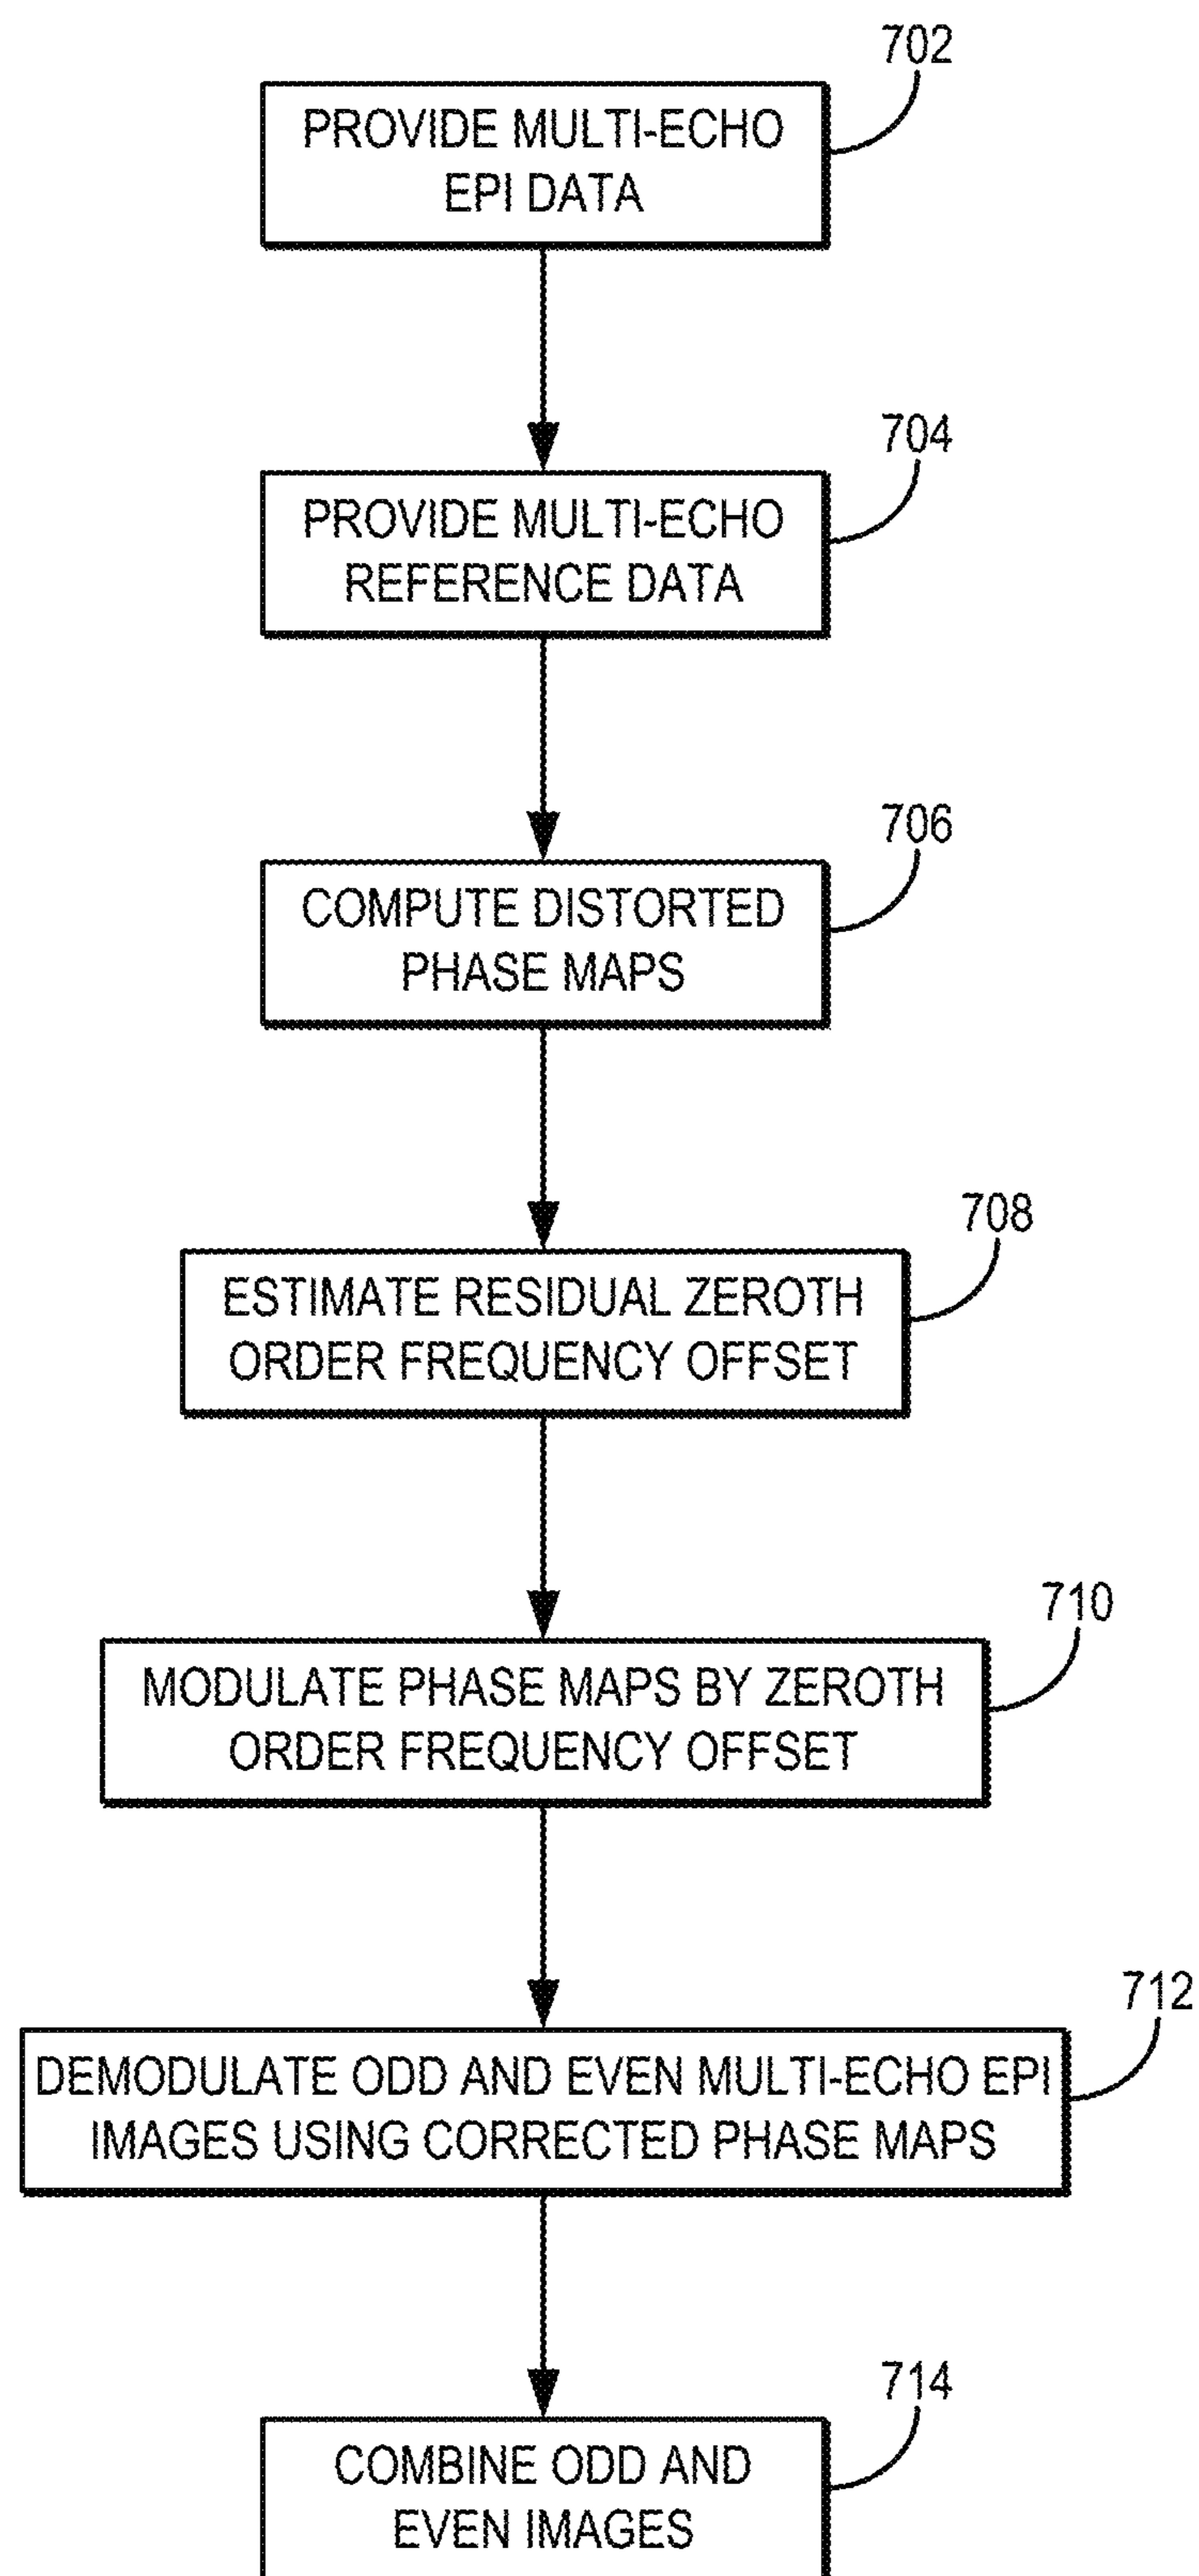 702
PROVIDE MULTI-ECHO
EPI DATA
704
PROVIDE MULTI-ECHO
REFERENCE DATA
706
COMPUTE DISTORTED
PHASE MAPS
708
ESTIMATE RESIDUAL ZEROTH
ORDER FREQUENCY OFFSET
710
MODULATE PHASE MAPS BY ZEROTH
ORDER FREQUENCY OFFSET
712
DEMODULATE ODD AND EVEN MULTI-ECHO EPI
IMAGES USING CORRECTED PHASE MAPS
714
COMBINE ODD AND
EVEN IMAGES